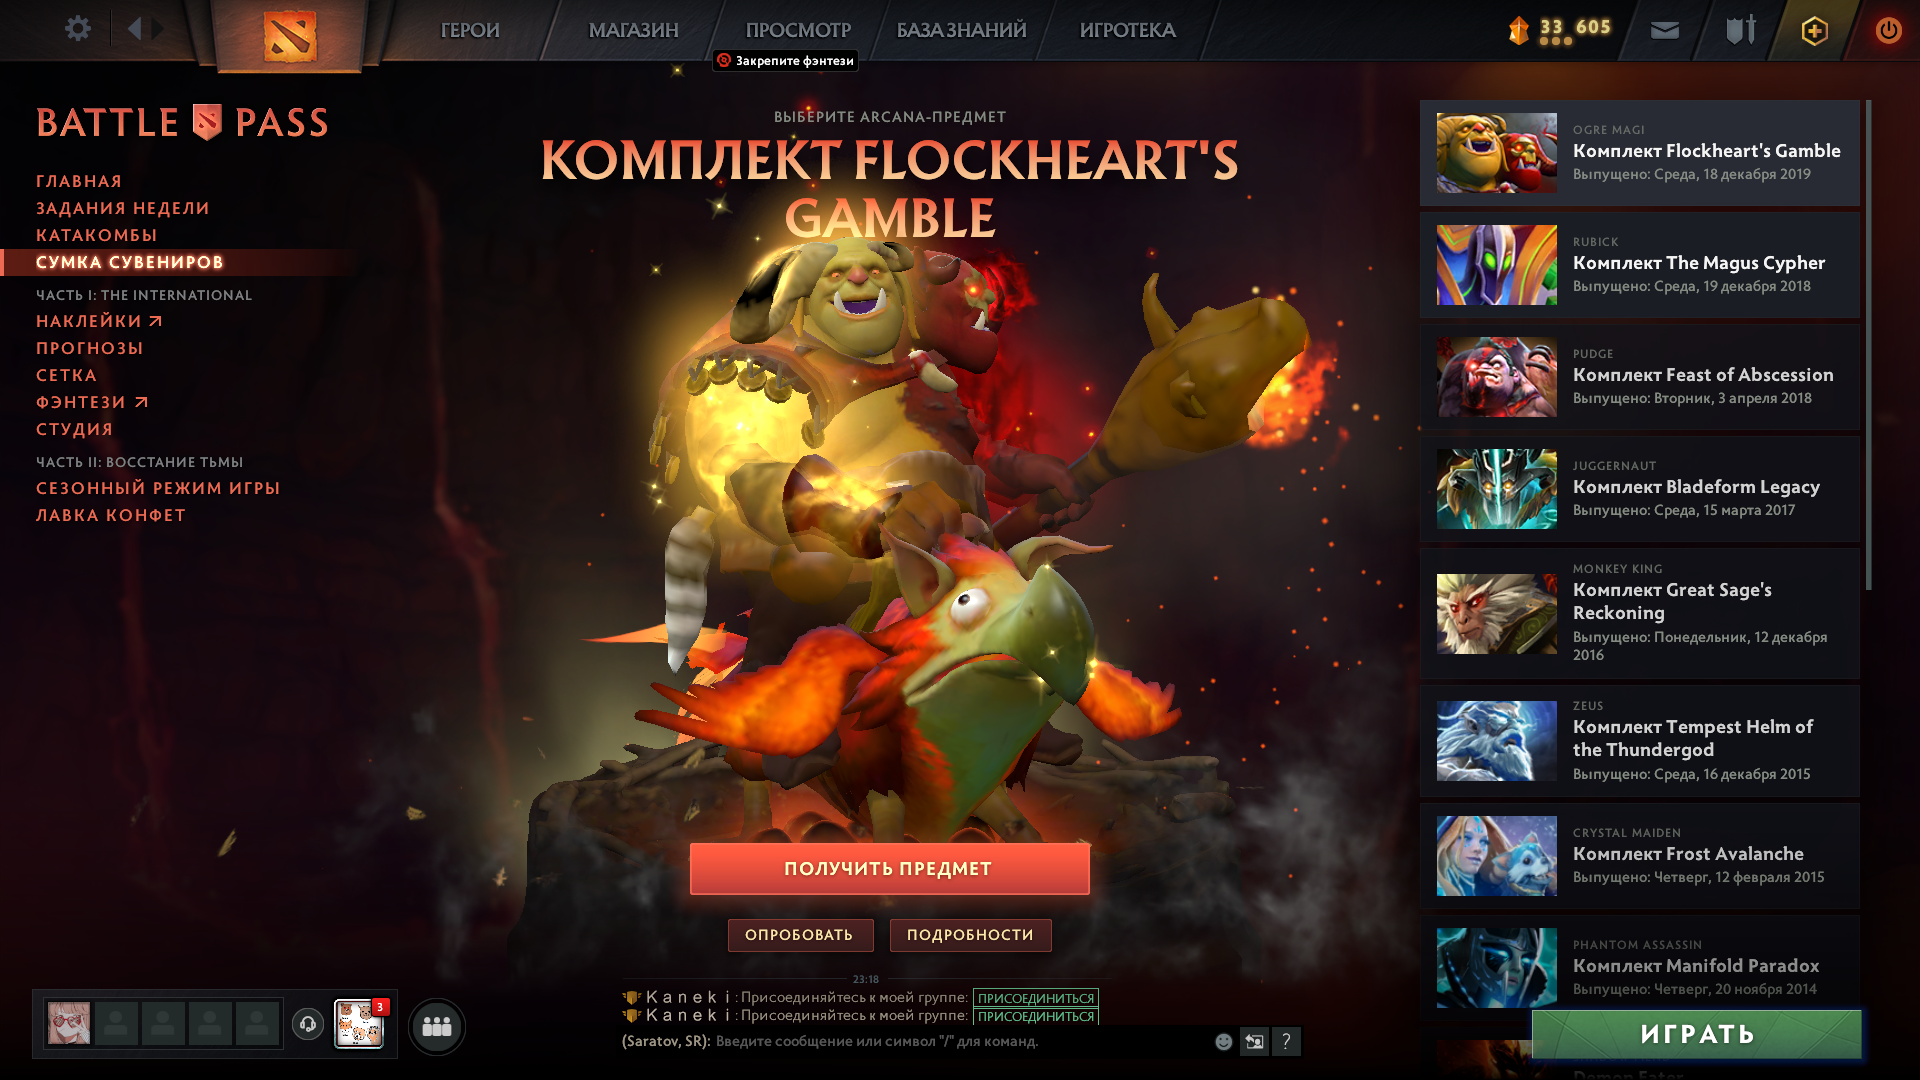 ГЕРОИ
МАГАЗИН
ПРОСМОТР
БАЗА ЗНАНИЙ
ИГРОТЕКА
33 605
Закрепите фэнтези
BATTLE PASS
ГЛАВНАЯ
ЗАДАНИЯ НЕДЕЛИ
КАТАКОМБЫ
СУМКА СУВЕНИРОВ
ЧАСТЬ I: THE INTERNATIONAL
НАКЛЕЙКИ
ПРОГНОЗЫ
СЕТКА
ФЭНТЕЗИ
СТУДИЯ
ЧАСТЬ II: ВОССТАНИЕ ТЬМЫ
СЕЗОННЫЙ РЕЖИМ ИГРЫ
ЛАВКА КОНФЕТ
ВЫБЕРИТЕ ARCANA-ПРЕДМЕТ
КОМПЛЕКТ FLOCKHEART'S
GAMBLE
ПОЛУЧИТЬ ПРЕДМЕТ
ОПРОБОВАТЬ
ПОДРОБНОСТИ
OGRE MAGI
Комплект Flockheart's Gamble
Выпущено: Среда, 18 декабря 2019
RUBICK
Комплект The Magus Cypher
Выпущено: Среда, 19 декабря 2018
PUDGE
Комплект Feast of Abscession
Выпущено: Вторник, 3 апреля 2018
JUGGERNAUT
Комплект Bladeform Legacy
Выпущено: Среда, 15 марта 2017
MONKEY KING
Комплект Great Sage's
Reckoning
Выпущено: Понедельник, 12 декабря
2016
ZEUS
Комплект Tempest Helm of
the Thundergod
Выпущено: Среда, 16 декабря 2015
CRYSTAL MAIDEN
Комплект Frost Avalanche
Выпущено: Четверг, 12 февраля 2015
PHANTOM ASSASSIN
Комплект Manifold Paradox
Выпущено: Четверг, 20 ноября 2014
Demon Eater
ИГРАТЬ
3
23:18
Kaneki: Присоединяйтесь к моей группе: ПРИСОЕДИНИТЬСЯ
Kaneki: Присоединяйтесь к моей группе: ПРИСОЕДИНИТЬСЯ
(Saratov, SR): Введите сообщение или символ "/" для команд.
?